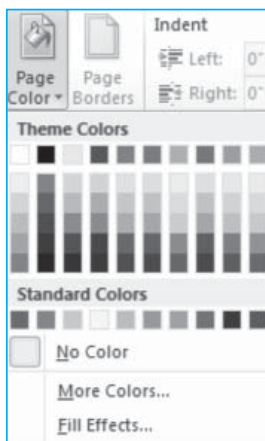 Indent
Page Color
Page Borders
Left: 0"
Right: 0"
Theme Colors
Standard Colors
No Color
More Colors...
Fill Effects...